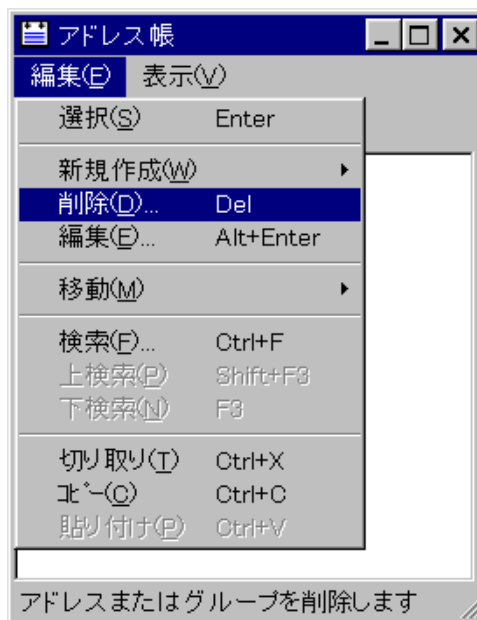 アドレス帳
編集(E) 表示(V)
選択(S) Enter
新規作成(W)
削除(D)... Del
編集(E)... Alt+Enter
移動(M)
検索(F)... Ctrl+F
上検索(P) Shift+F3
下検索(N) F3
切り取り(T) Ctrl+X
ｺﾋﾟｰ(C) Ctrl+C
貼り付け(P) Ctrl+V
アドレスまたはグループを削除します